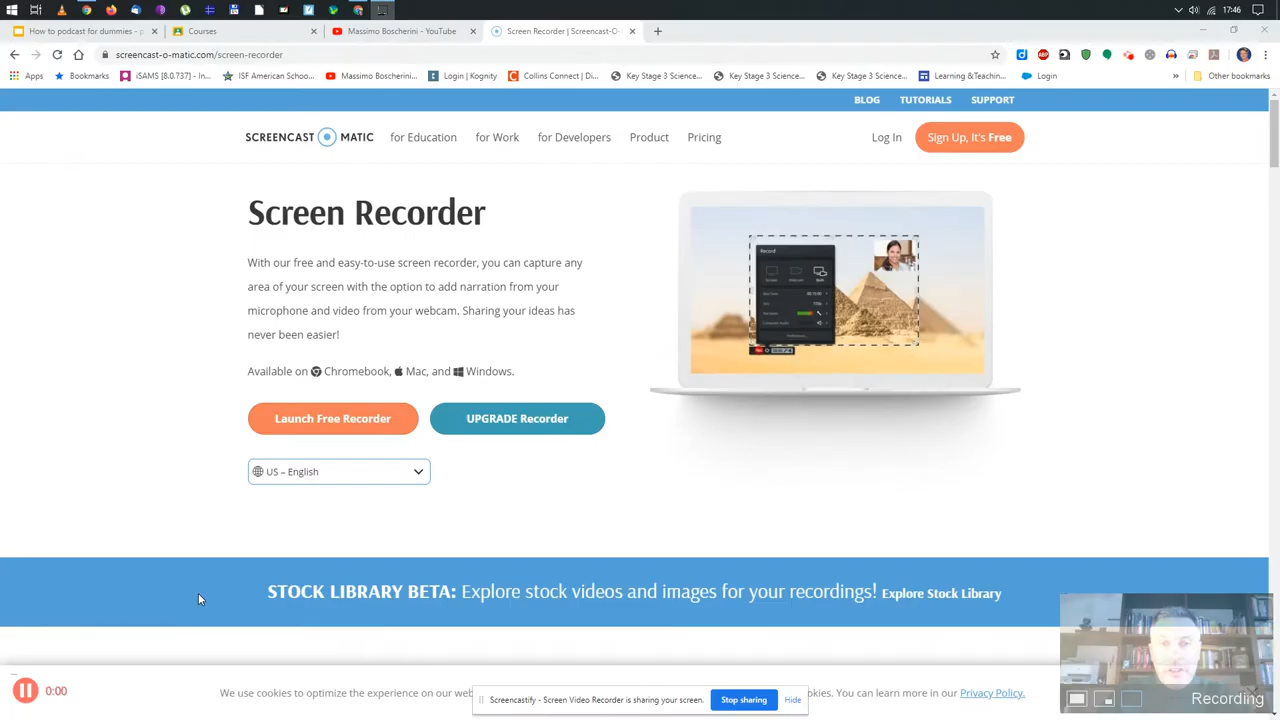 17:46
How to podcast for dummies - p
Courses
Massimo Boscherini - YouTube
Screen Recorder | Screencast-O-
screencast-o-matic.com/screen-recorder
Apps
Bookmarks
iSAMS [8.0.737] - In...
ISF American Schoo...
Massimo Boscherini...
Login | Kognity
Collins Connect | Di...
Key Stage 3 Science...
Key Stage 3 Science...
Key Stage 3 Science...
Learning &Teachin...
Login
»
Other bookmarks
BLOG
TUTORIALS
SUPPORT
SCREENCAST MATIC
for Education
for Work
for Developers
Product
Pricing
Log In
Sign Up, It's Free
Screen Recorder
With our free and easy-to-use screen recorder, you can capture any
area of your screen with the option to add narration from your
microphone and video from your webcam. Sharing your ideas has
never been easier!
Available on Chromebook, Mac, and Windows.
Launch Free Recorder
UPGRADE Recorder
US – English
Record
STOCK LIBRARY BETA: Explore stock videos and images for your recordings! Explore Stock Library
0:00
We use cookies to optimize the experience on our web
Screencastify - Screen Video Recorder is sharing your screen.
Stop sharing
Hide
okies. You can learn more in our Privacy Policy.
Recording